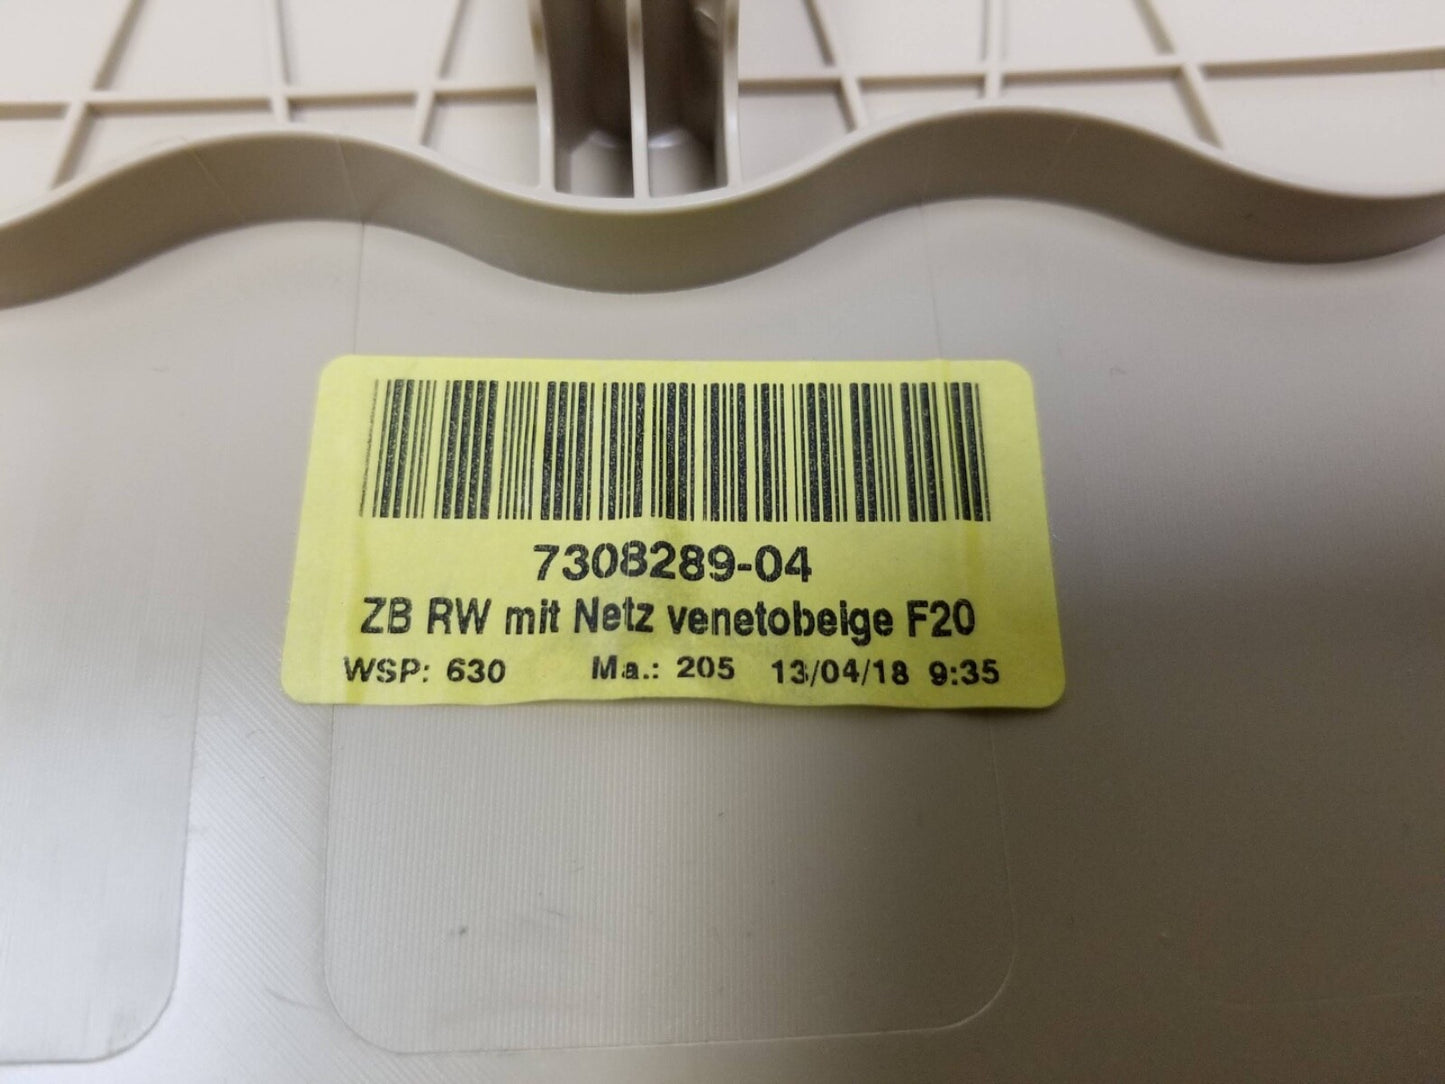 7308289-04
ZB RW mit Netz venetobeige F20
WSP: 630 Ma.: 205 13/04/18 9:35